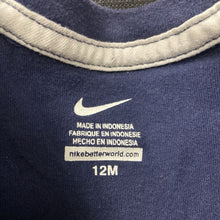 MADE IN INDONESIA
FABRIQUE EN INDONESIE
HECHO EN INDONESIA
nikebetterworld.com
12M